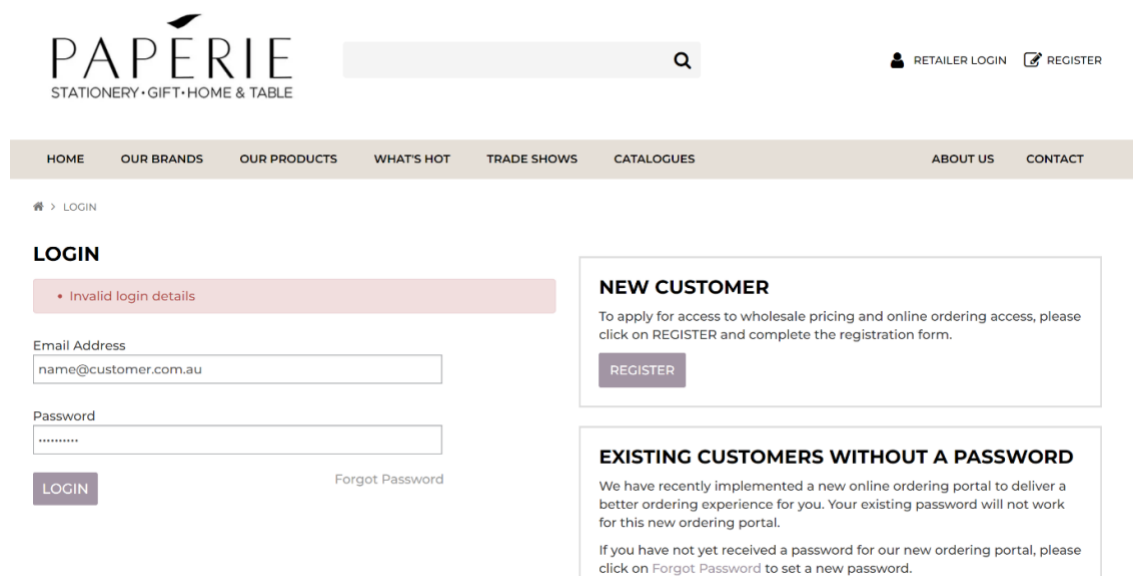 PAPÉRIE
STATIONERY•GIFT•HOME & TABLE
RETAILER LOGIN
REGISTER
HOME
OUR BRANDS
OUR PRODUCTS
WHAT'S HOT
TRADE SHOWS
CATALOGUES
ABOUT US
CONTACT
> LOGIN
LOGIN
• Invalid login details
Email Address
name@customer.com.au
Password
••••••••••
LOGIN
Forgot Password
NEW CUSTOMER
To apply for access to wholesale pricing and online ordering access, please
click on REGISTER and complete the registration form.
REGISTER
EXISTING CUSTOMERS WITHOUT A PASSWORD
We have recently implemented a new online ordering portal to deliver a
better ordering experience for you. Your existing password will not work
for this new ordering portal.
If you have not yet received a password for our new ordering portal, please
click on Forgot Password to set a new password.